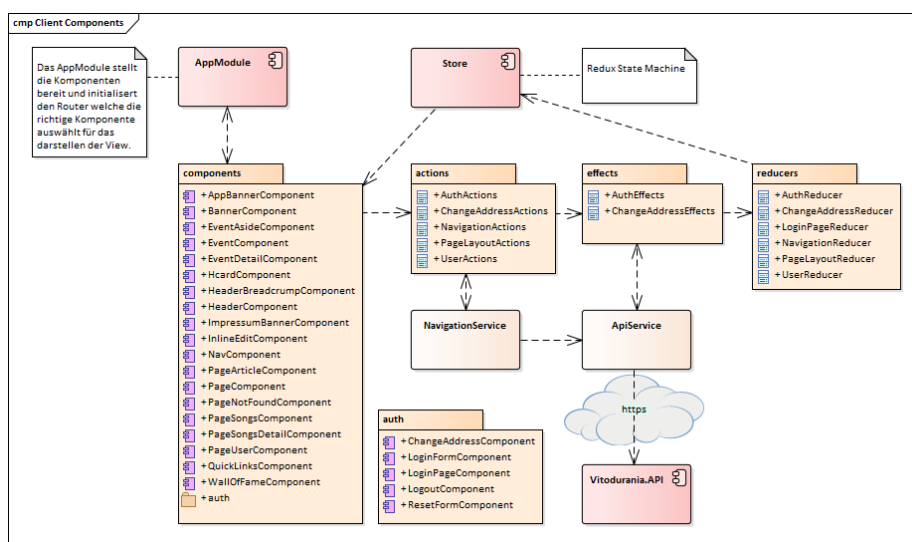 cmp Client Components
Das AppModule stellt
die Komponenten
bereit und initialisert
den Router welche die
richtige Komponente
auswählt für das
darstellen der View.
AppModule
Store
Redux State Machine
components
+ AppBannerComponent
+ BannerComponent
+ EventAsideComponent
+ EventComponent
+ EventDetailComponent
+ HcardComponent
+ HeaderBreadcrumpComponent
+ HeaderComponent
+ ImpressumBannerComponent
+ InlineEditComponent
+ NavComponent
+ PageArticleComponent
+ PageComponent
+ PageNotFoundComponent
+ PageSongsComponent
+ PageSongsDetailComponent
+ PageUserComponent
+ QuickLinksComponent
+ WallOfFameComponent
+ auth
actions
+ AuthActions
+ ChangeAddressActions
+ NavigationActions
+ PageLayoutActions
+ UserActions
effects
+ AuthEffects
+ ChangeAddressEffects
reducers
+ AuthReducer
+ ChangeAddressReducer
+ LoginPageReducer
+ NavigationReducer
+ PageLayoutReducer
+ UserReducer
NavigationService
ApiService
https
auth
+ ChangeAddressComponent
+ LoginFormComponent
+ LoginPageComponent
+ LogoutComponent
+ ResetFormComponent
Vitodurania.API